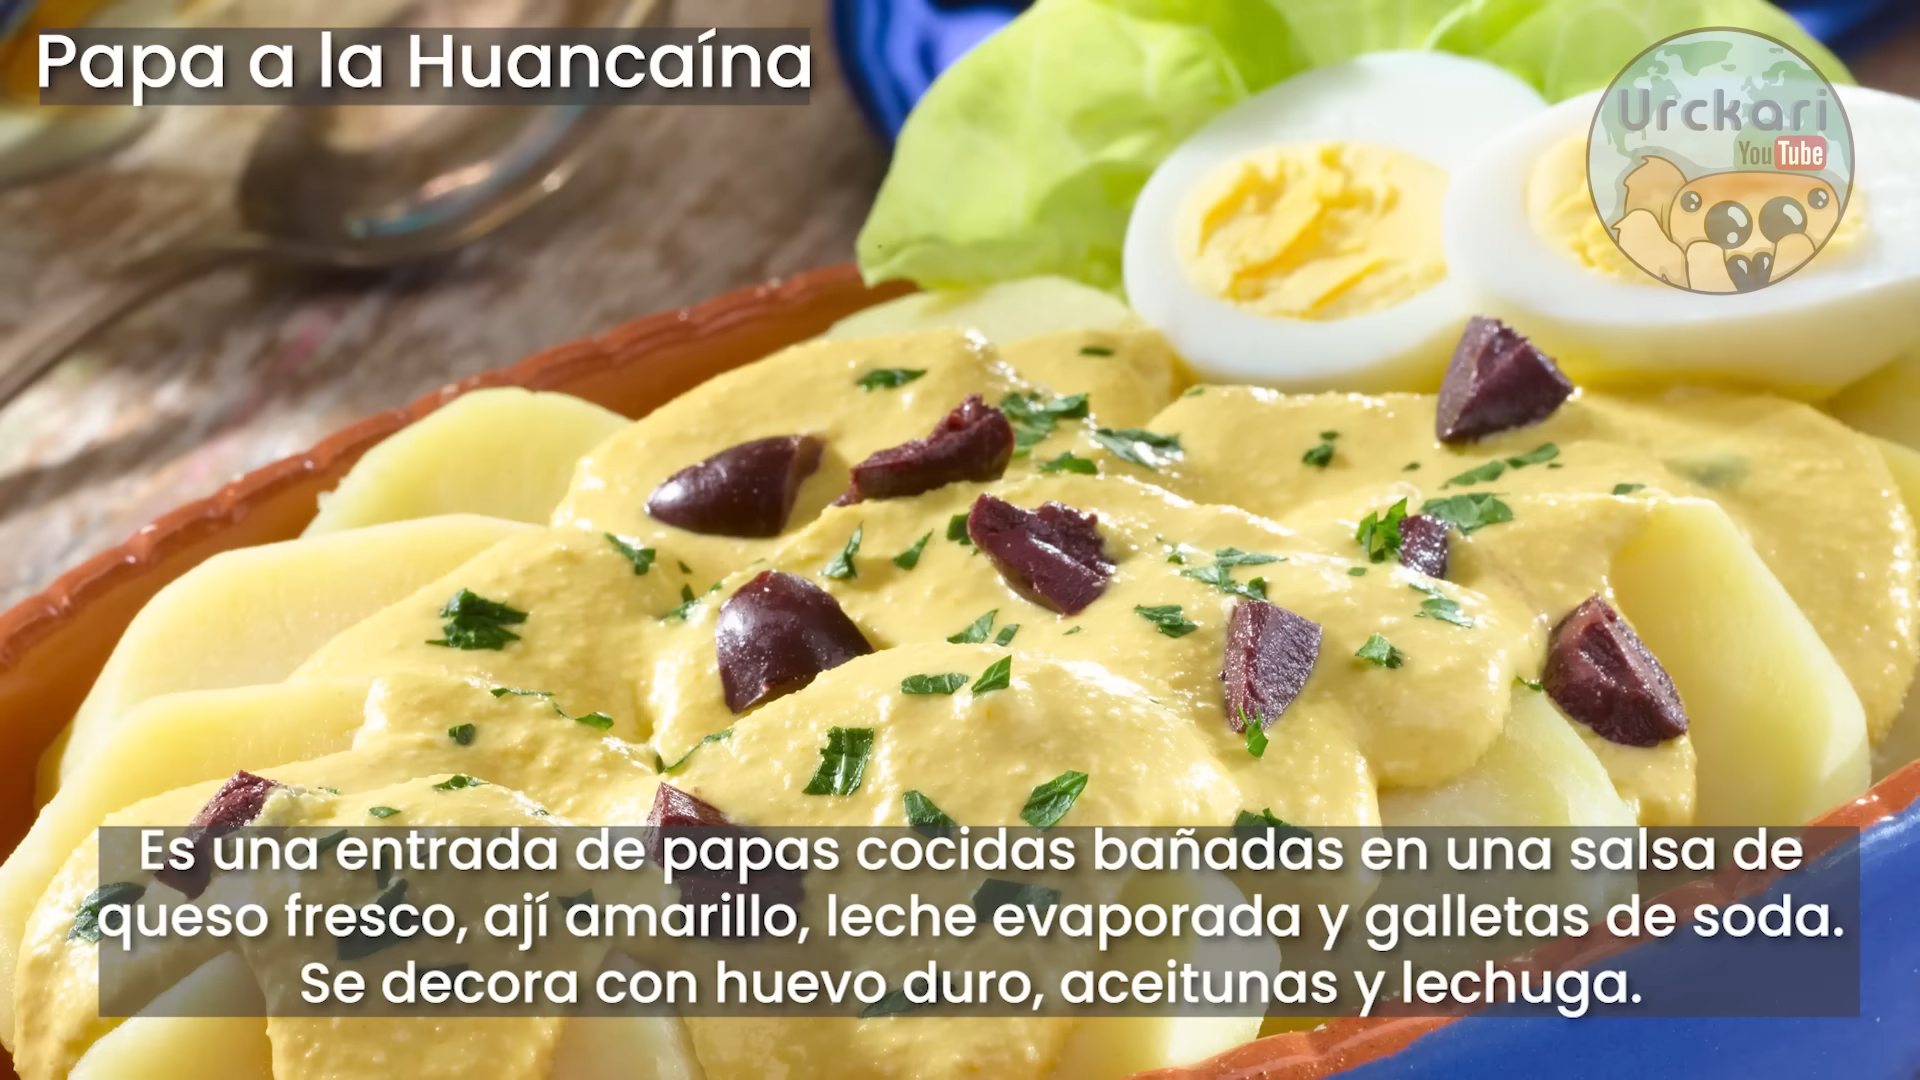 Papa a la Huancaína
Urckari
YouTube
Es una entrada de papas cocidas bañadas en una salsa de
queso fresco, ají amarillo, leche evaporada y galletas de soda.
Se decora con huevo duro, aceitunas y lechuga.